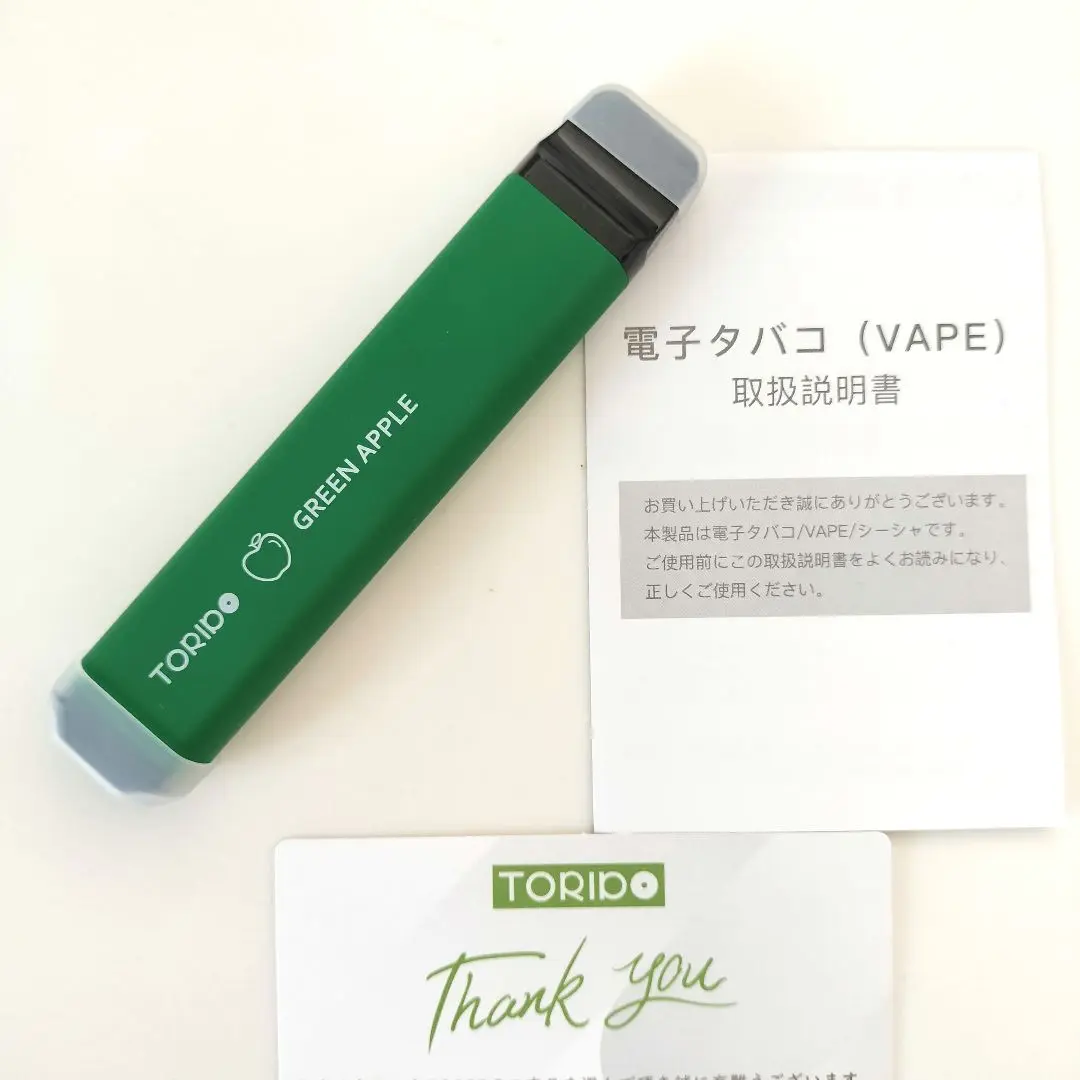 TORIDO GREEN APPLE
電子タバコ（VAPE）
取扱説明書
お買い上げいただき誠にありがとうございます。
本製品は電子タバコ/VAPE/シーシャです。
ご使用前にこの取扱説明書をよくお読みになり、
正しくご使用ください。
TORIDO
Thank you